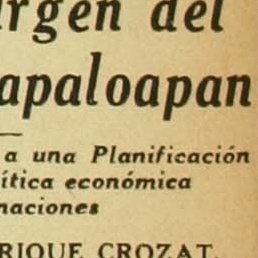 rgen del
apaloapan
a una Planificación
ítica económica
naciones
RIQUE CROZAT.